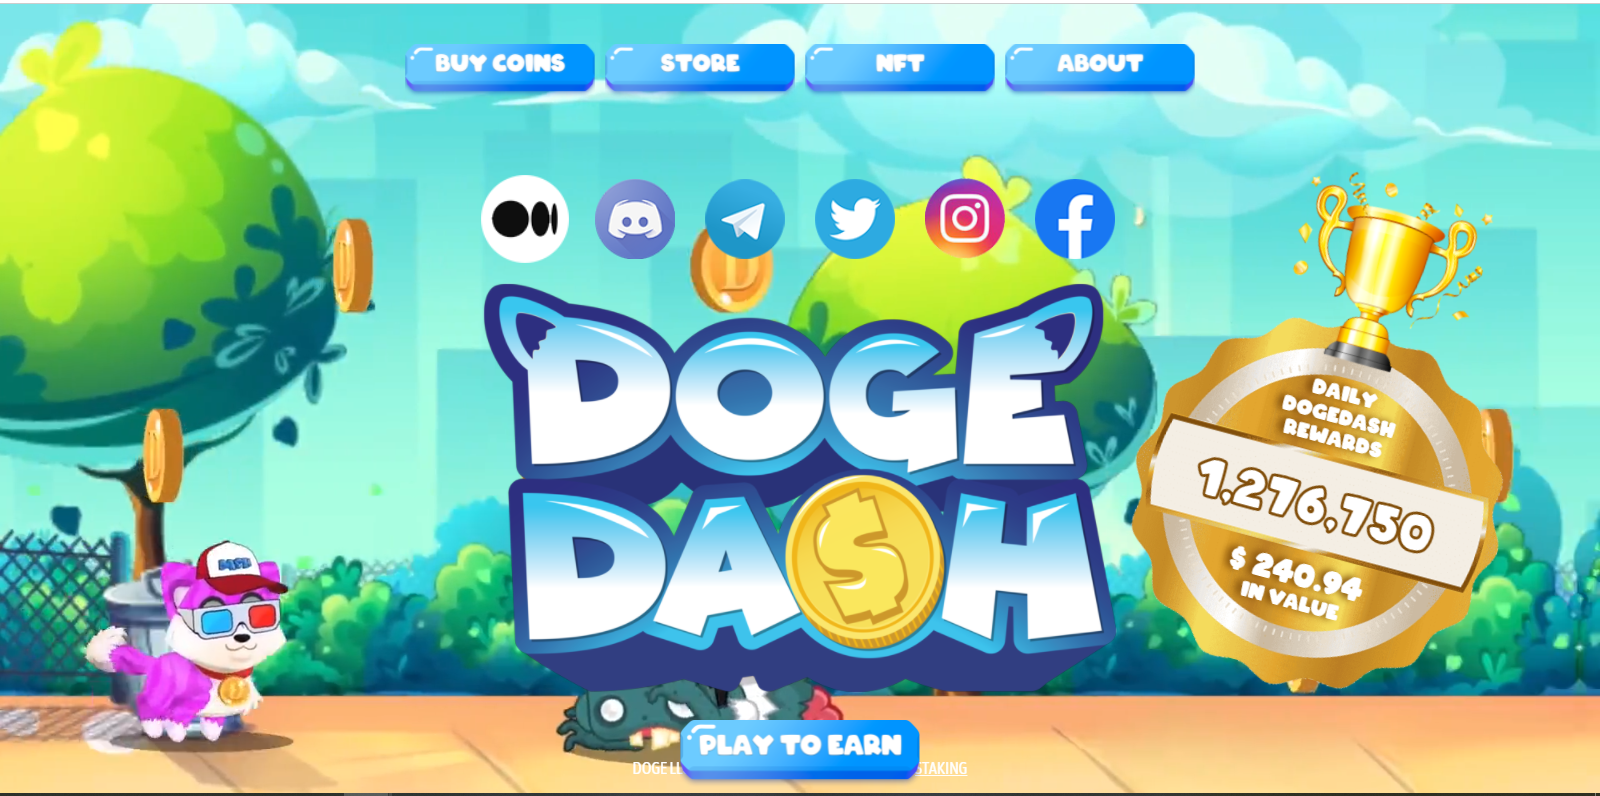 BUY COINS
STORE
NFT
ABOUT
DOGE
DA$H
DAILY
DOGEDASH
REWARDS
1,276,750
$ 240.94
IN VALUE
PLAY TO EARN
STAKING